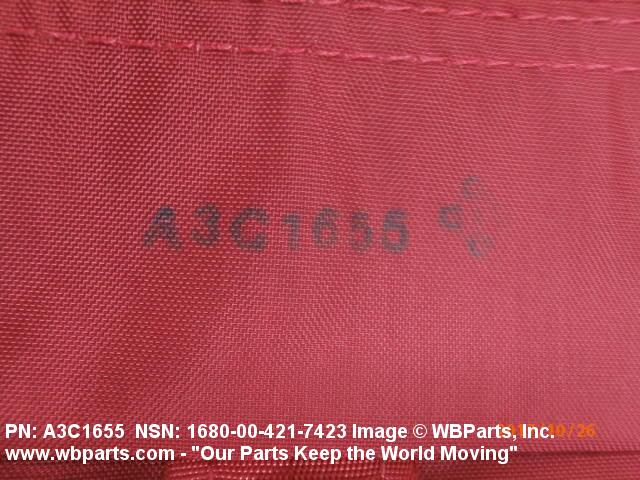 A3C1655
PN: A3C1655 NSN: 1680-00-421-7423 Image © WBParts, Inc.
www.wbparts.com - "Our Parts Keep the World Moving"